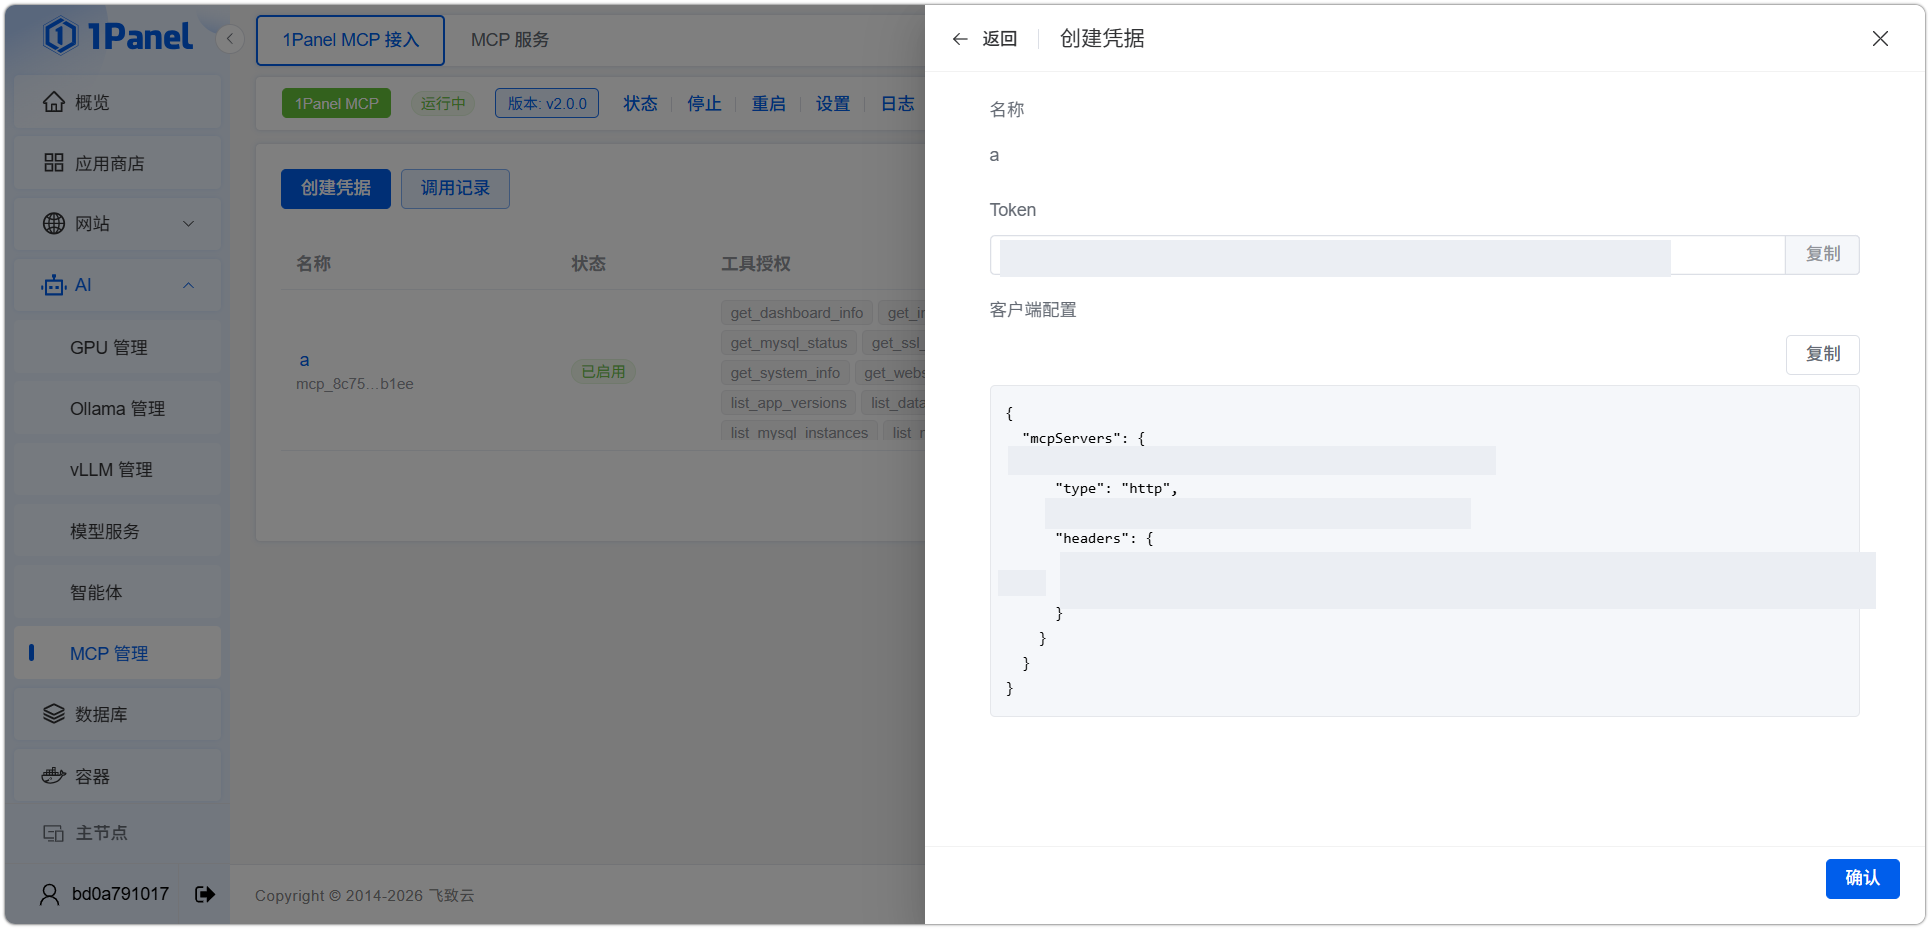 1Panel
概览
应用商店
网站
AI
GPU 管理
Ollama 管理
vLLM 管理
模型服务
智能体
MCP 管理
数据库
容器
主节点
bd0a791017
1Panel MCP 接入
MCP 服务
1Panel MCP
运行中
版本: v2.0.0
状态
停止
重启
设置
日志
创建凭据
调用记录
名称
状态
工具授权
a
mcp_8c75...b1ee
已启用
get_dashboard_info
get_mysql_status
get_ssl_
get_system_info
get_webs
list_app_versions
list_data
list_mysql_instances
Copyright © 2014-2026 飞致云
返回
创建凭据
名称
a
Token
复制
客户端配置
复制
{
"mcpServers": {
"type": "http",
"headers": {
}
}
}
}
确认